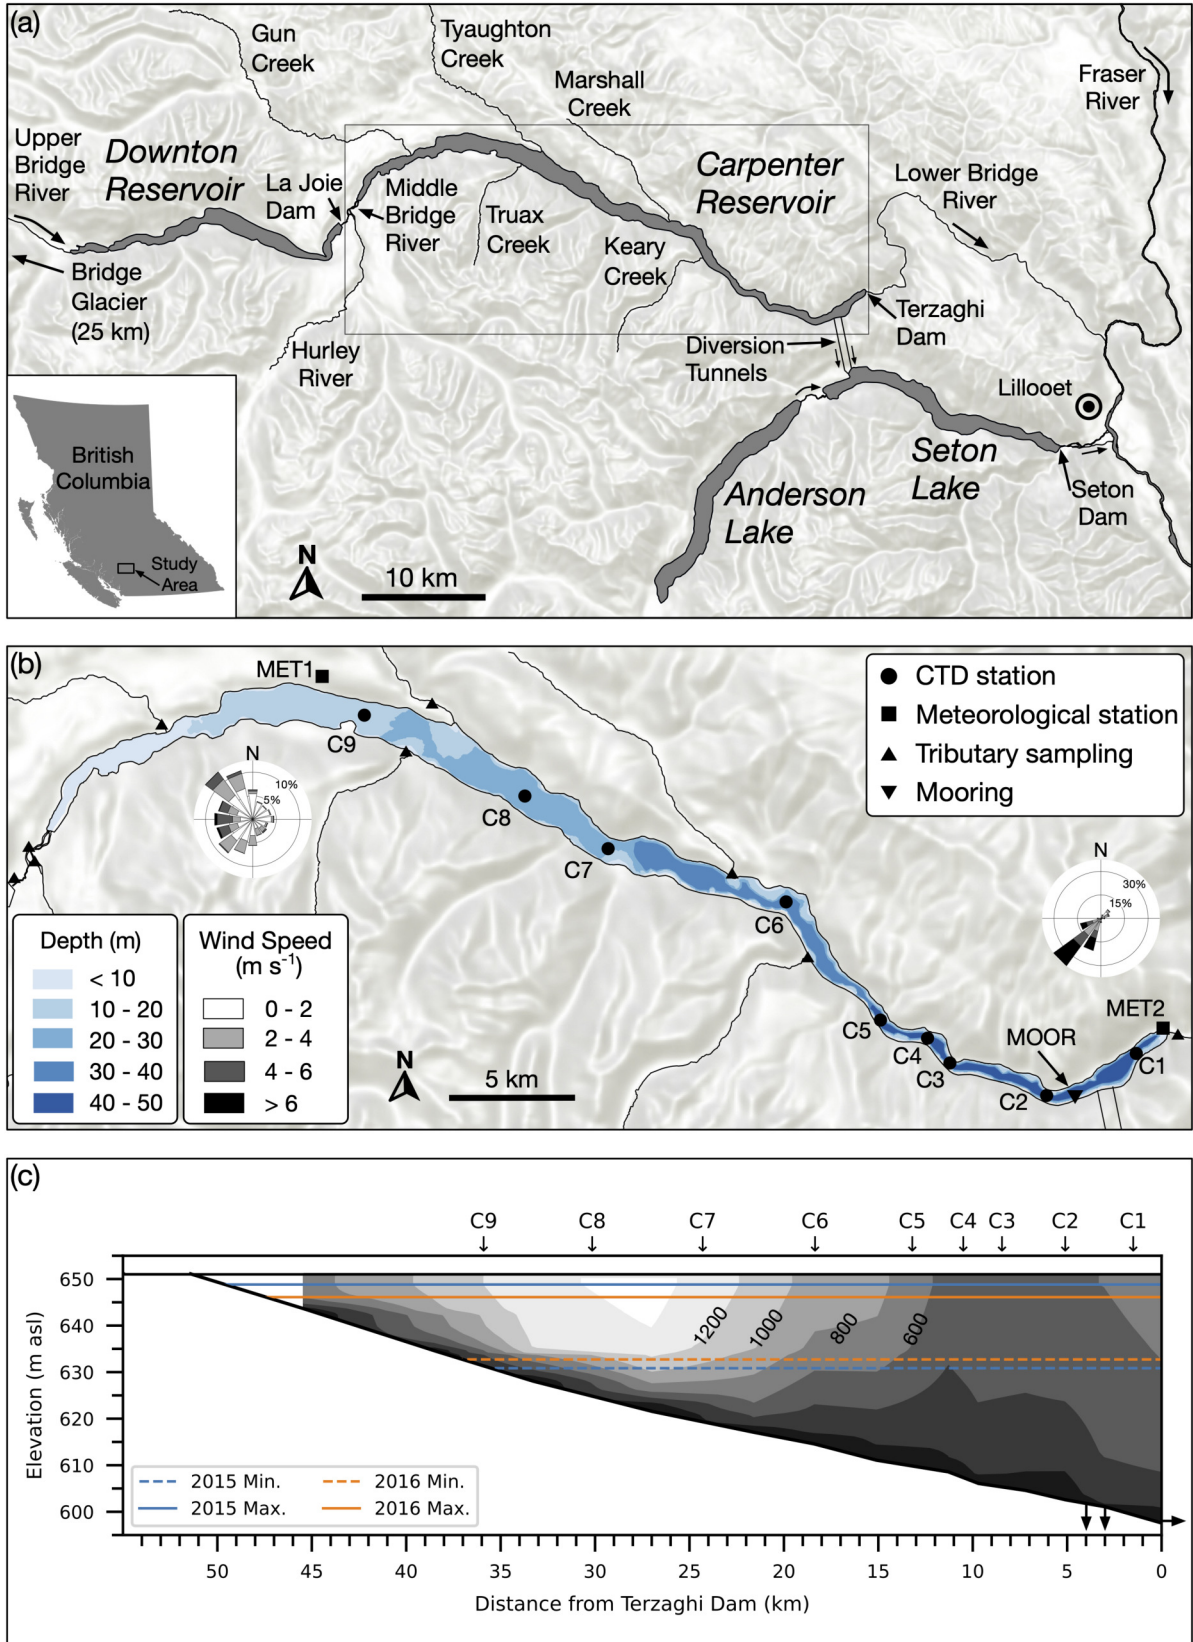 (a)
Gun
Creek
Tyaughton
Creek
Marshall
Creek
Fraser
River
Upper
Bridge
River
Downton
Reservoir
La Joie
Dam
Middle
Bridge
River
Truax
Creek
Carpenter
Reservoir
Keary
Creek
Lower Bridge
River
Bridge
Glacier
(25 km)
Hurley
River
Terzaghi
Dam
Diversion
Tunnels
Lillooet
Seton
Lake
Anderson
Lake
Seton
Dam
British
Columbia
Study
Area
N
10 km
(b)
MET1
C9
N
10%
5%
C8
C7
C6
C5
C4
C3
C2
MOOR
C1
MET2
N
30%
15%
CTD station
Meteorological station
Tributary sampling
Mooring
Depth (m)
< 10
10 - 20
20 - 30
30 - 40
40 - 50
Wind Speed
(m s-1)
0 - 2
2 - 4
4 - 6
> 6
N
5 km
(c)
C9 C8 C7 C6 C5 C4 C3 C2 C1
650
640
630
620
610
600
Elevation (m asl)
1200
1000
800
600
2015 Min.
2015 Max.
2016 Min.
2016 Max.
50 45 40 35 30 25 20 15 10 5 0
Distance from Terzaghi Dam (km)